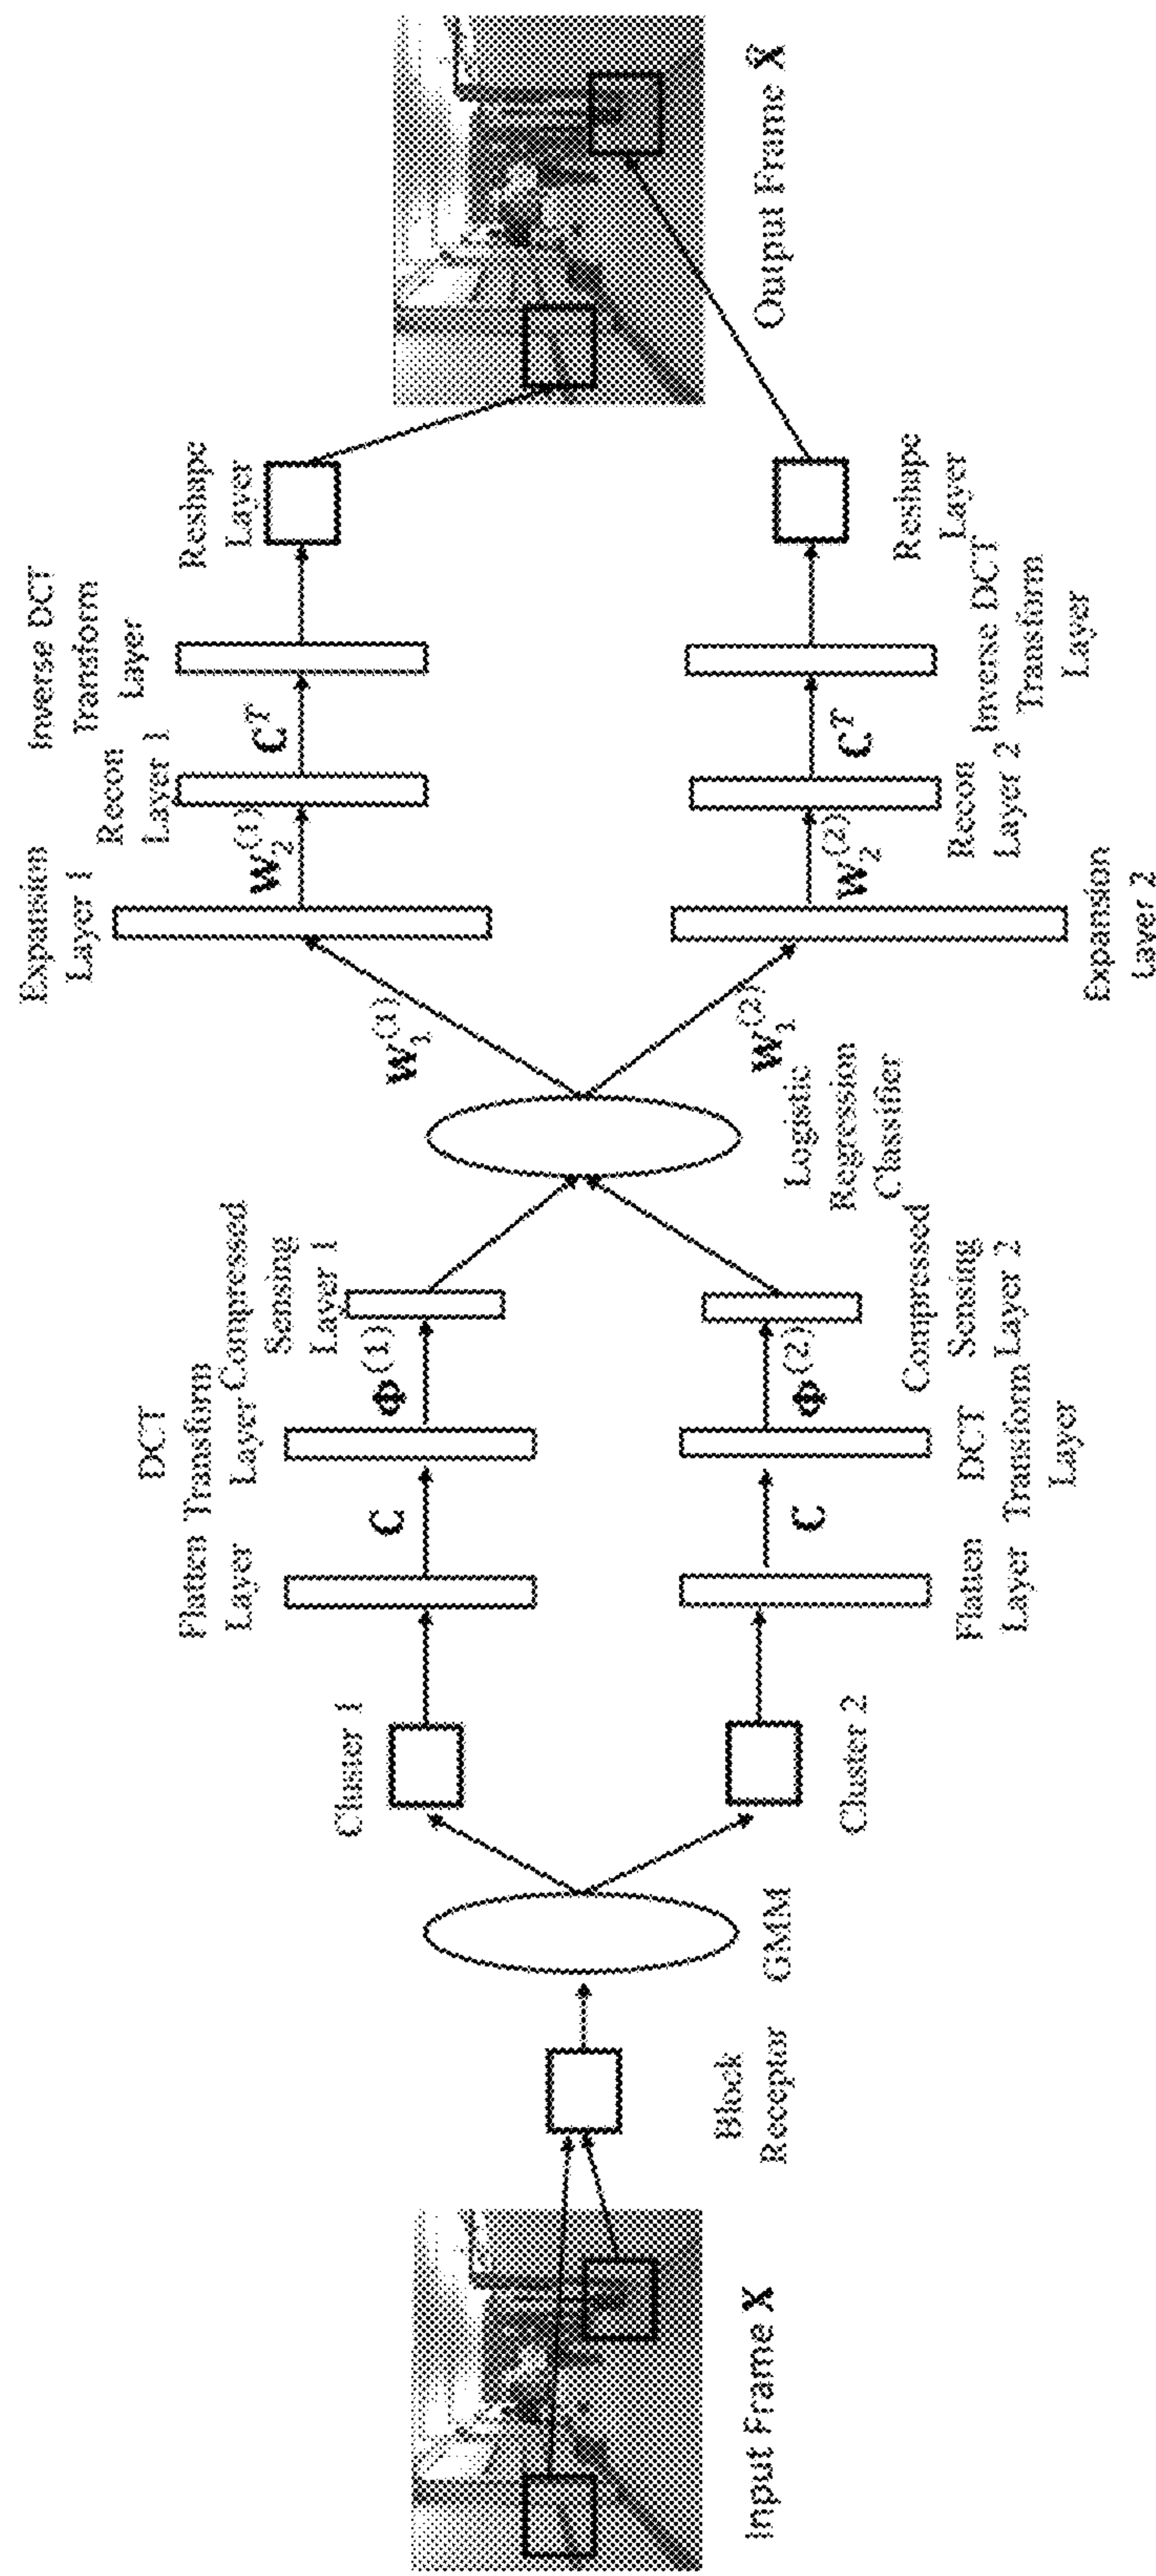 Input Frame X
Block
Receptor
GMM
Cluster 1
Cluster 2
Flatten
Layer
C
DCT
Transform
Layer
Φ(1)
Compressed
Sensing
Layer 1
Flatten
Layer
C
DCT
Transform
Layer
Φ(2)
Compressed
Sensing
Layer 2
Logistic
Regression
Classifier
W1(1)
Expansion
Layer 1
W2(1)
Recon
Layer 1
CT
Inverse DCT
Transform
Layer
Reshape
Layer
W1(2)
Expansion
Layer 2
W2(2)
Recon
Layer 2
CT
Inverse DCT
Transform
Layer
Reshape
Layer
Output Frame X̂